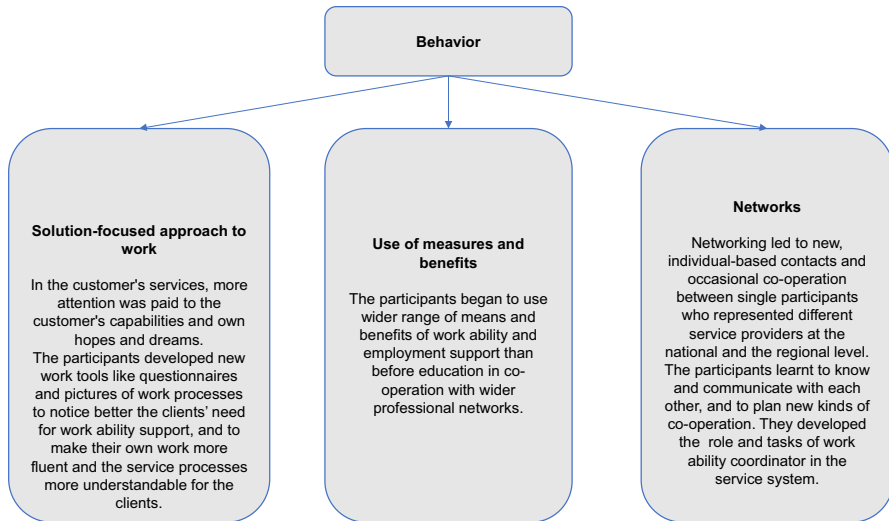 Behavior
Solution-focused approach to
work
In the customer's services, more
attention was paid to the
customer's capabilities and own
hopes and dreams.
The participants developed new
work tools like questionnaires
and pictures of work processes
to notice better the clients' need
for work ability support, and to
make their own work more
fluent and the service processes
more understandable for the
clients.
Use of measures and
benefits
The participants began to use
wider range of means and
benefits of work ability and
employment support than
before education in co-
operation with wider
professional networks.
Networks
Networking led to new,
individual-based contacts and
occasional co-operation
between single participants
who represented different
service providers at the
national and the regional level.
The participants learnt to know
and communicate with each
other, and to plan new kinds of
co-operation. They developed
the role and tasks of work
ability coordinator in the
service system.